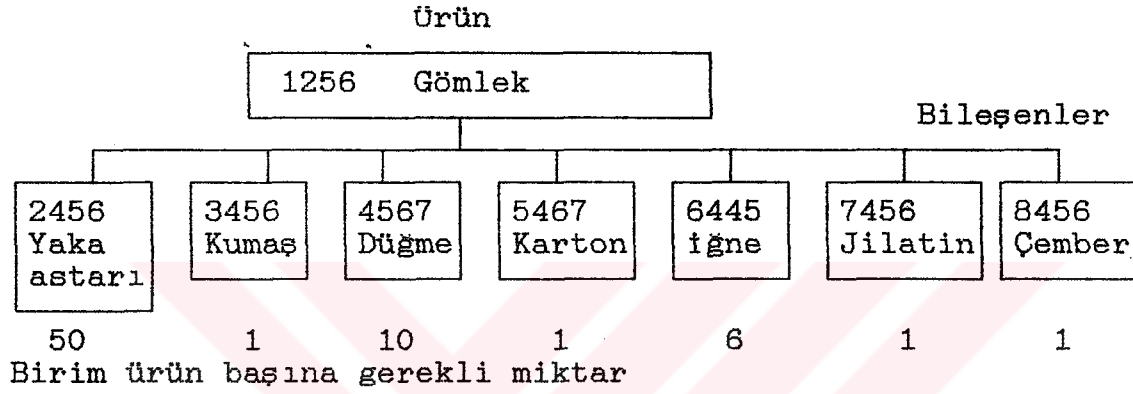 Ürün
1256 Gömlek
Bileşenler
2456 3456 4567 5467 6445 7456 8456
Yaka Kumaş Düğme Karton iğne Jilatin Çember
astarı
50 1 10 1 6 1 1
Birim ürün başına gerekli miktar